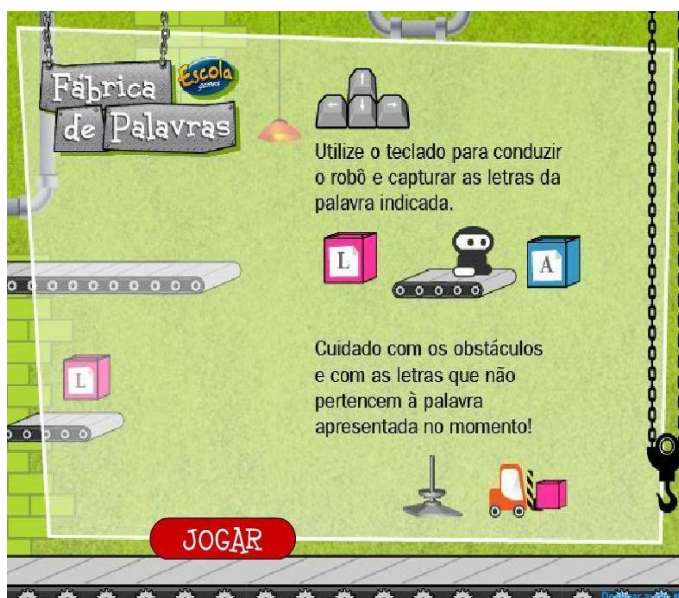 Fábrica
de Palavras
Escola
games
Utilize o teclado para conduzir
o robô e capturar as letras da
palavra indicada.
L
A
L
Cuidado com os obstáculos
e com as letras que não
pertencem à palavra
apresentada no momento!
JOGAR